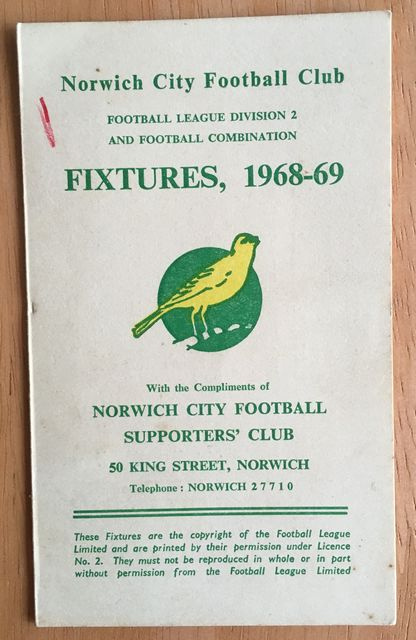 Norwich City Football Club
FOOTBALL LEAGUE DIVISION 2
AND FOOTBALL COMBINATION
FIXTURES, 1968-69
With the Compliments of
NORWICH CITY FOOTBALL
SUPPORTERS' CLUB
50 KING STREET, NORWICH
Telephone : NORWICH 27710
These Fixtures are the copyright of the Football League
Limited and are printed by their permission under Licence
No. 2. They must not be reproduced in whole or in part
without permission from the Football League Limited